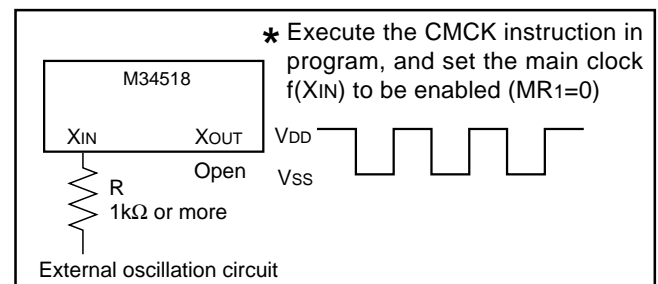 * Execute the CMCK instruction in
program, and set the main clock
f(XIN) to be enabled (MR1=0)
M34518
XIN XOUT
Open
VDD
VSS
R
1kΩ or more
External oscillation circuit